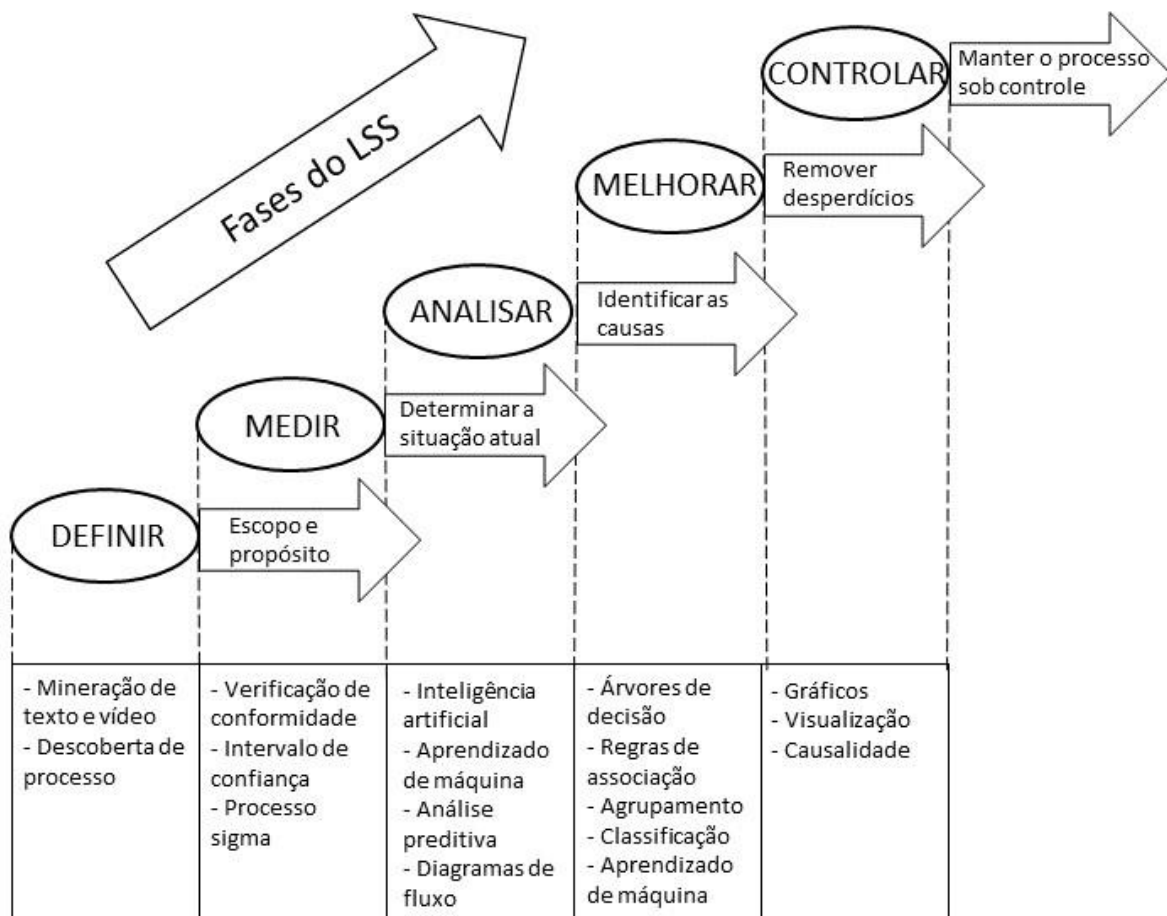 Fases do LSS
CONTROLAR
Manter o processo
sob controle
MELHORAR
Remover
desperdícios
ANALISAR
Identificar as
causas
MEDIR
Determinar a
situação atual
DEFINIR
Escopo e
propósito
- Mineração de
texto e vídeo
- Descoberta de
processo
- Verificação de
conformidade
- Intervalo de
confiança
- Processo
sigma
- Inteligência
artificial
- Aprendizado
de máquina
- Análise
preditiva
- Diagramas de
fluxo
- Árvores de
decisão
- Regras de
associação
- Agrupamento
- Classificação
- Aprendizado
de máquina
- Gráficos
- Visualização
- Causalidade